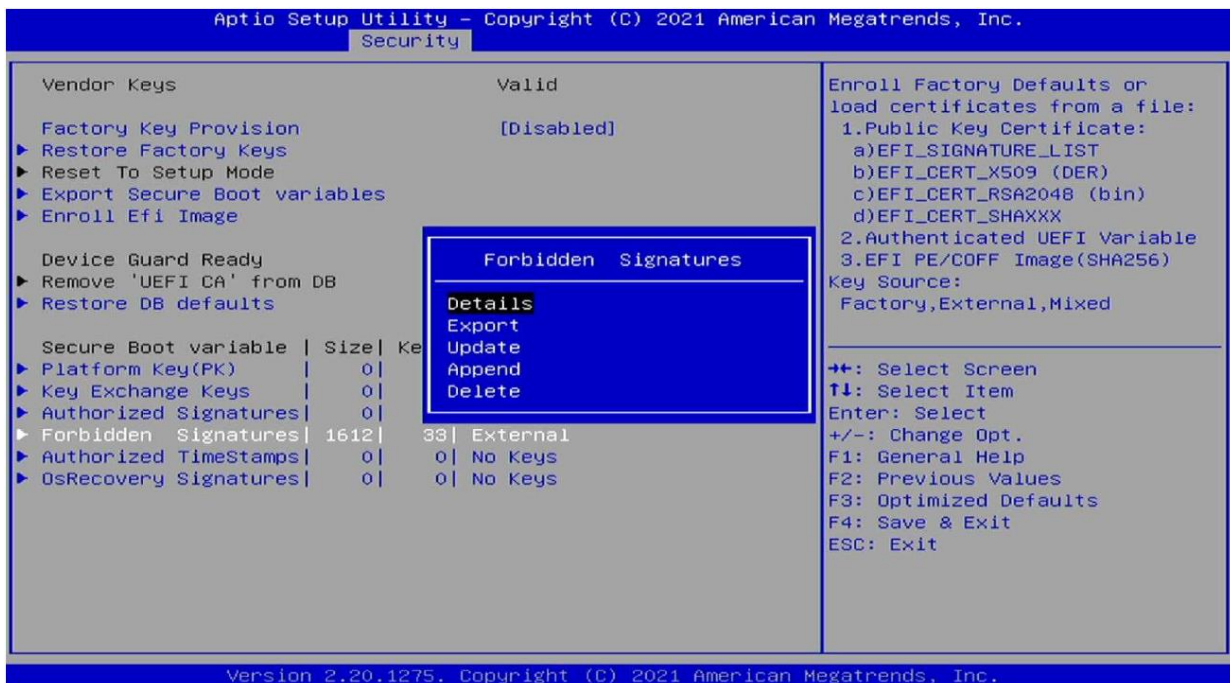 Aptio Setup Utility – Copyright (C) 2021 American Megatrends, Inc.
Security
Vendor Keys Valid
Factory Key Provision [Disabled]
► Restore Factory Keys
► Reset To Setup Mode
► Export Secure Boot variables
► Enroll Efi Image
Device Guard Ready
► Remove 'UEFI CA' from DB
► Restore DB defaults
Secure Boot variable | Size| Ke
► Platform Key(PK) | 0|
► Key Exchange Keys | 0|
► Authorized Signatures| 0|
► Forbidden Signatures| 1612| 33| External
► Authorized TimeStamps| 0| 0| No Keys
► OsRecovery Signatures| 0| 0| No Keys
Forbidden Signatures
Details
Export
Update
Append
Delete
Enroll Factory Defaults or
load certificates from a file:
1.Public Key Certificate:
a)EFI_SIGNATURE_LIST
b)EFI_CERT_X509 (DER)
c)EFI_CERT_RSA2048 (bin)
d)EFI_CERT_SHAXXX
2.Authenticated UEFI Variable
3.EFI PE/COFF Image(SHA256)
Key Source:
Factory,External,Mixed
→←: Select Screen
↑↓: Select Item
Enter: Select
+/-: Change Opt.
F1: General Help
F2: Previous Values
F3: Optimized Defaults
F4: Save & Exit
ESC: Exit
Version 2.20.1275. Copyright (C) 2021 American Megatrends, Inc.